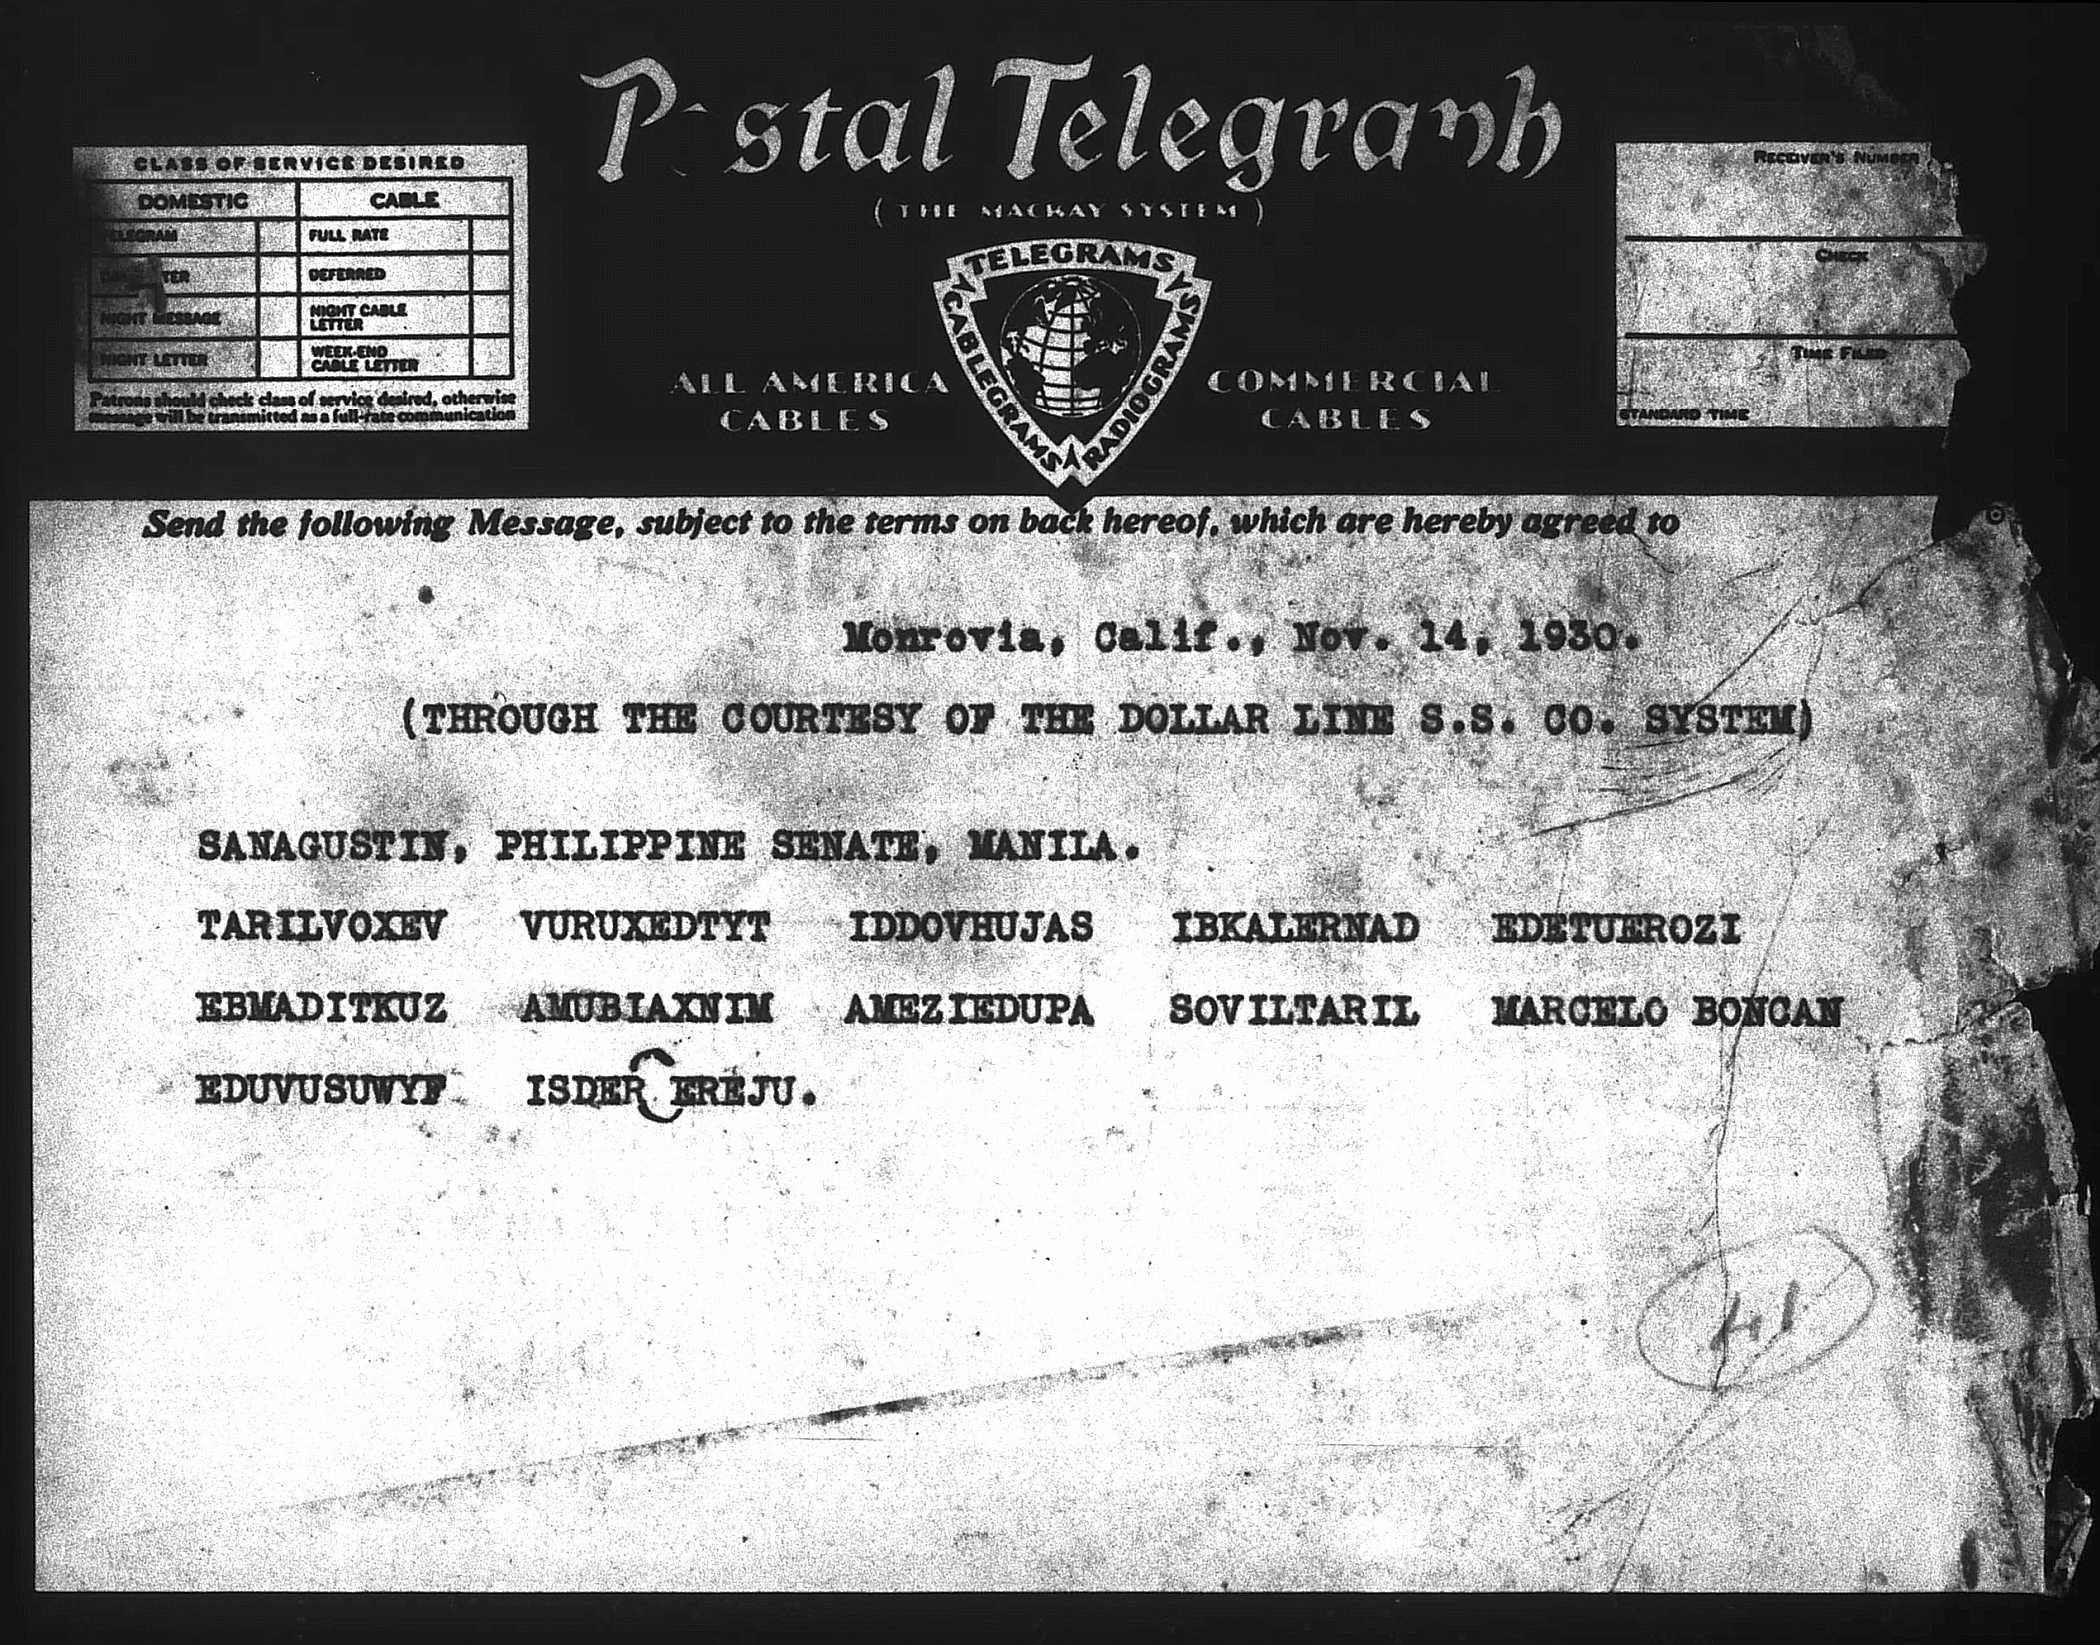 Postal Telegraph
(THE MACKAY SYSTEM)
CLASS OF SERVICE DESIRED
DOMESTIC CABLE
TELEGRAM FULL RATE
DEFERRED
NIGHT MESSAGE NIGHT CABLE LETTER
NIGHT LETTER WEEK-END CABLE LETTER
Patrons should check class of service desired, otherwise
message will be transmitted as a full-rate communication
TELEGRAMS
CABLEGRAMS
RADIOGRAMS
ALL AMERICA
CABLES
COMMERCIAL
CABLES
RECEIVER'S NUMBER
CHECK
TIME FILED
STANDARD TIME
Send the following Message, subject to the terms on back hereof, which are hereby agreed to
Monrovia, Calif., Nov. 14, 1930.
(THROUGH THE COURTESY OF THE DOLLAR LINE S.S. CO. SYSTEM)
SANAGUSTIN, PHILIPPINE SENATE, MANILA.
TARILVOXEV VURUXEDTYT IDDOVHUJAS IBKALERNAD EDETUEROZI
EBMADITKUZ AMUBIAXNIM AMEZIEDUPA SOVILTARIL MARCELO BONCAN
EDUVUSUWYF ISDER EREJU.